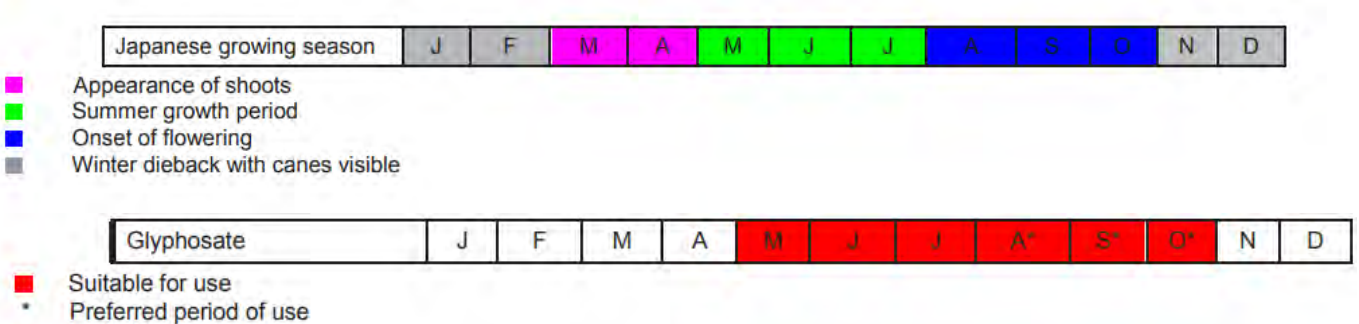 Japanese growing season J F M A M J J A S O N D
Appearance of shoots
Summer growth period
Onset of flowering
Winter dieback with canes visible
Glyphosate J F M A M J J A* S* O* N D
Suitable for use
* Preferred period of use